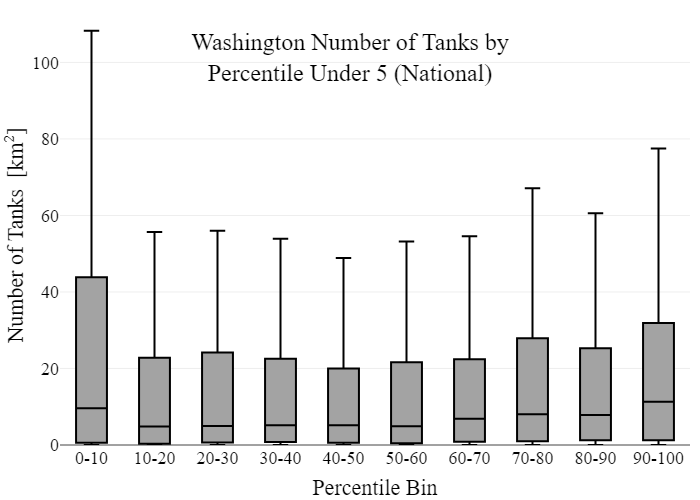 Washington Number of Tanks by
Percentile Under 5 (National)
Number of Tanks [km²]
100
80
60
40
20
0
0-10 10-20 20-30 30-40 40-50 50-60 60-70 70-80 80-90 90-100
Percentile Bin